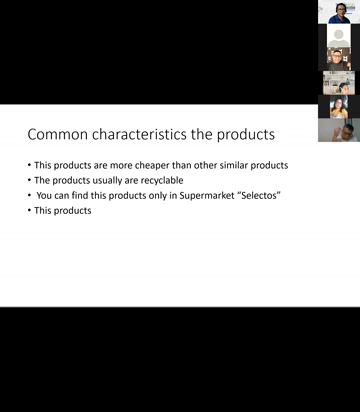 Common characteristics the products
• This products are more cheaper than other similar products
• The products usually are recyclable
• You can find this products only in Supermarket “Selectos”
• This products